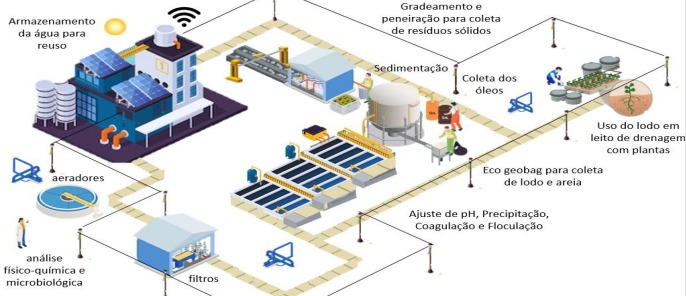 Armazenamento
da água para
reuso
Gradeamento e
peneiração para coleta
de resíduos sólidos
Sedimentação
Coleta dos
óleos
Uso do lodo em
leito de drenagem
com plantas
Eco geobag para coleta
de lodo e areia
Ajuste de pH, Precipitação,
Coagulação e Floculação
aeradores
análise
físico-química e
microbiológica
filtros